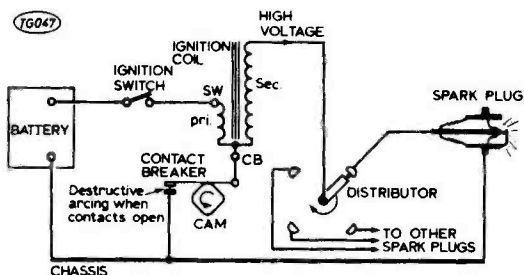 TG047
HIGH
VOLTAGE
IGNITION
COIL
IGNITION
SWITCH
SW
Sec.
SPARK PLUG
BATTERY
pri.
CONTACT
BREAKER
CB
Destructive
arcing when
contacts open
CAM
DISTRIBUTOR
TO OTHER
SPARK PLUGS
CHASSIS